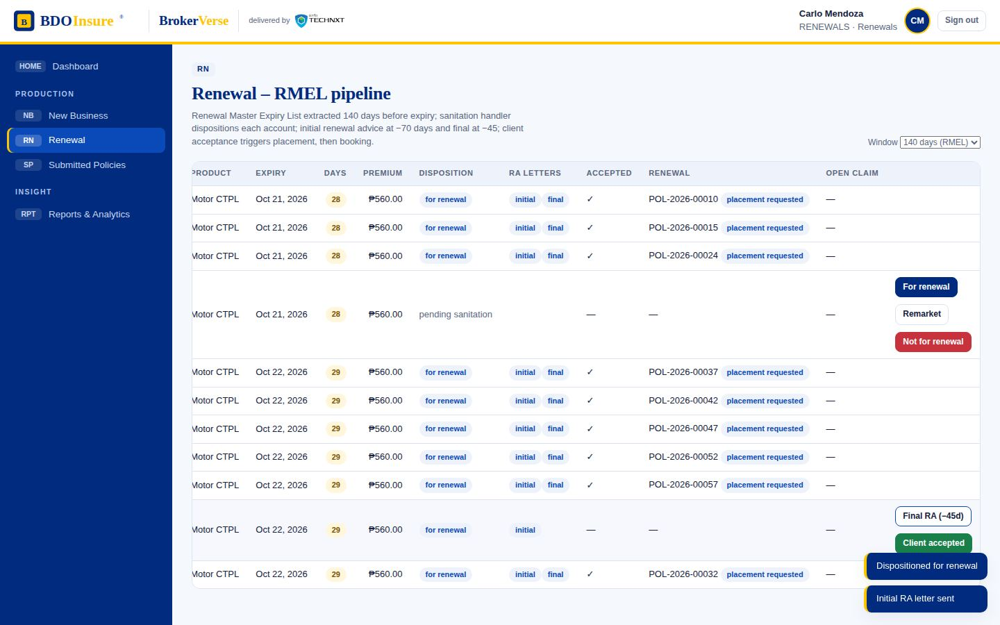 B BDOInsure ® BrokerVerse delivered by TECHNXT Carlo Mendoza CM Sign out
RENEWALS · Renewals
HOME Dashboard
PRODUCTION
NB New Business
RN Renewal
SP Submitted Policies
INSIGHT
RPT Reports & Analytics
RN
Renewal – RMEL pipeline
Renewal Master Expiry List extracted 140 days before expiry; sanitation handler
dispositions each account; initial renewal advice at −70 days and final at −45; client
acceptance triggers placement, then booking.
Window 140 days (RMEL)
PRODUCT EXPIRY DAYS PREMIUM DISPOSITION RA LETTERS ACCEPTED RENEWAL OPEN CLAIM
Motor CTPL Oct 21, 2026 28 ₱560.00 for renewal initial final ✓ POL-2026-00010 placement requested —
Motor CTPL Oct 21, 2026 28 ₱560.00 for renewal initial final ✓ POL-2026-00015 placement requested —
Motor CTPL Oct 21, 2026 28 ₱560.00 for renewal initial final ✓ POL-2026-00024 placement requested —
Motor CTPL Oct 21, 2026 28 ₱560.00 pending sanitation — — —
For renewal
Remarket
Not for renewal
Motor CTPL Oct 22, 2026 29 ₱560.00 for renewal initial final ✓ POL-2026-00037 placement requested —
Motor CTPL Oct 22, 2026 29 ₱560.00 for renewal initial final ✓ POL-2026-00042 placement requested —
Motor CTPL Oct 22, 2026 29 ₱560.00 for renewal initial final ✓ POL-2026-00047 placement requested —
Motor CTPL Oct 22, 2026 29 ₱560.00 for renewal initial final ✓ POL-2026-00052 placement requested —
Motor CTPL Oct 22, 2026 29 ₱560.00 for renewal initial final ✓ POL-2026-00057 placement requested —
Motor CTPL Oct 22, 2026 29 ₱560.00 for renewal initial — — —
Final RA (−45d)
Client accepted
Motor CTPL Oct 22, 2026 29 ₱560.00 for renewal initial final ✓ POL-2026-00032 placement requested —
Dispositioned for renewal
Initial RA letter sent